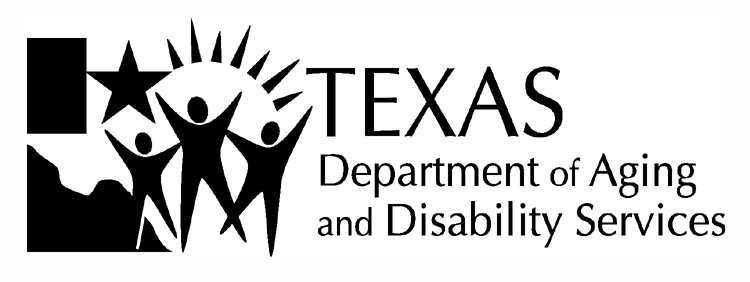 TEXAS
Department of Aging
and Disability Services